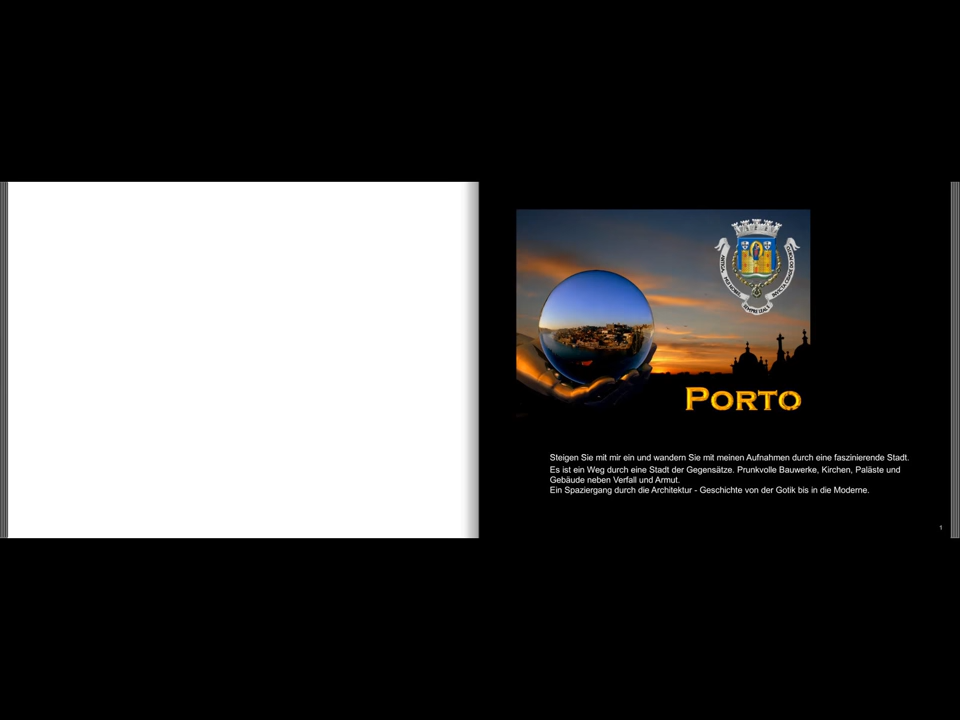 PORTO
Steigen Sie mit mir ein und wandern Sie mit meinen Aufnahmen durch eine faszinierende Stadt.
Es ist ein Weg durch eine Stadt der Gegensätze. Prunkvolle Bauwerke, Kirchen, Paläste und
Gebäude neben Verfall und Armut.
Ein Spaziergang durch die Architektur - Geschichte von der Gotik bis in die Moderne.
1